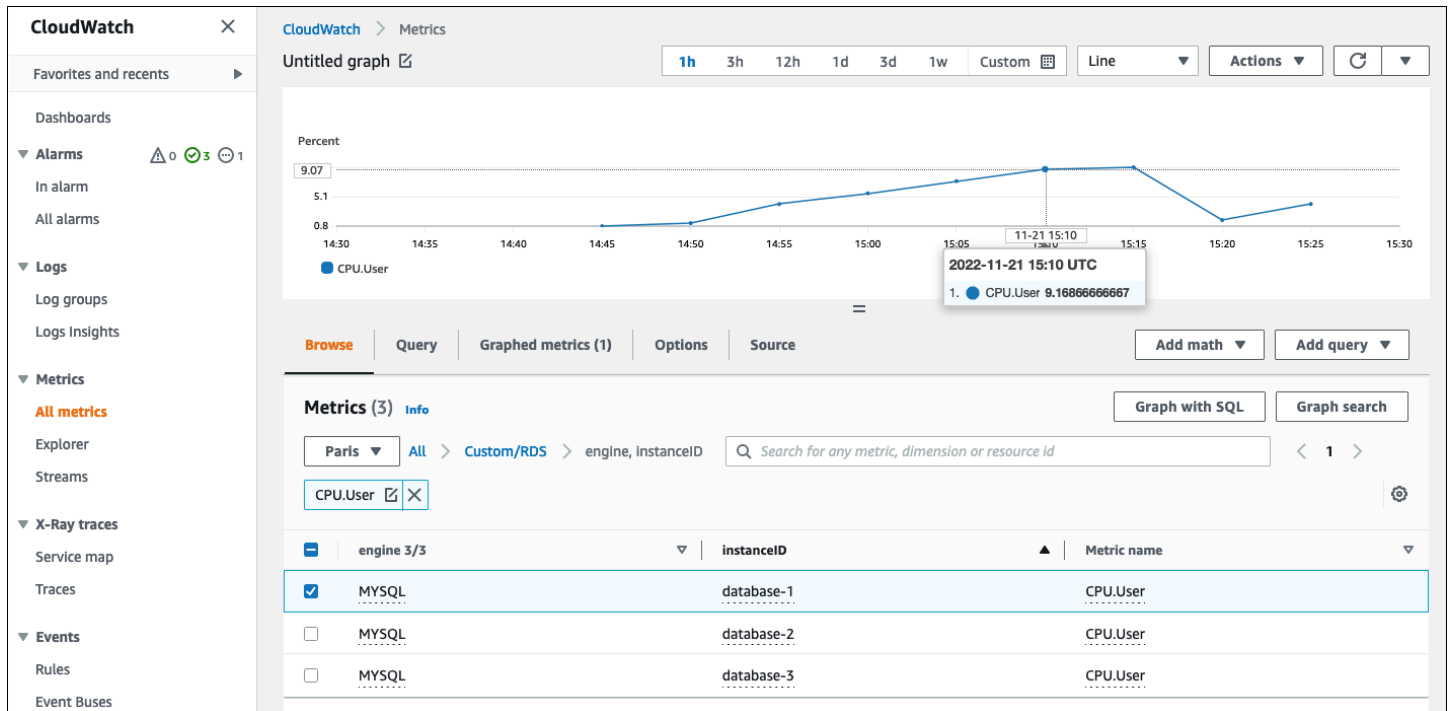 CloudWatch
Favorites and recents
Dashboards
Alarms 0 3 1
In alarm
All alarms
Logs
Log groups
Logs Insights
Metrics
All metrics
Explorer
Streams
X-Ray traces
Service map
Traces
Events
Rules
Event Buses
CloudWatch Metrics
Untitled graph
1h 3h 12h 1d 3d 1w Custom Line Actions
Percent
9.07
5.1
0.8
14:30 14:35 14:40 14:45 14:50 14:55 15:00 15:05 15:10 15:15 15:20 15:25 15:30
11-21 15:10
CPU.User
2022-11-21 15:10 UTC
1. CPU.User 9.16866666667
Browse Query Graphed metrics (1) Options Source Add math Add query
Metrics (3) Info Graph with SQL Graph search
Paris All Custom/RDS engine, instanceID Search for any metric, dimension or resource id 1
CPU.User
engine 3/3 instanceID Metric name
MYSQL database-1 CPU.User
MYSQL database-2 CPU.User
MYSQL database-3 CPU.User